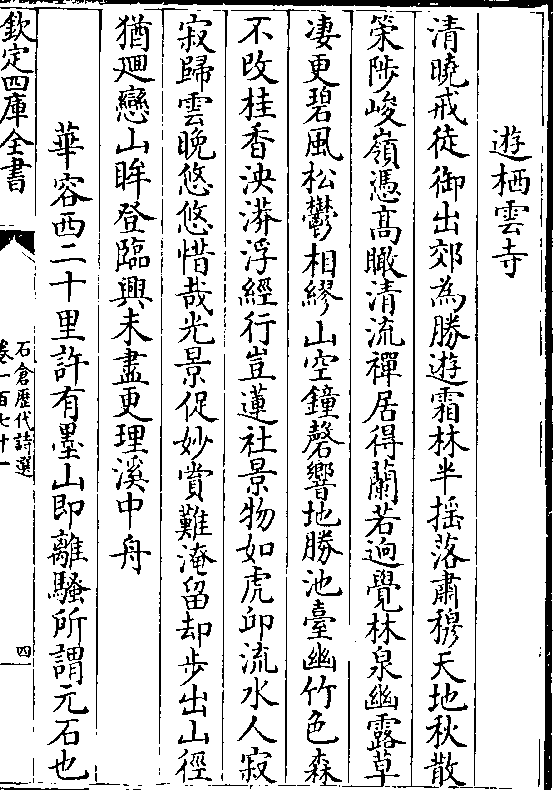 遊栖雲寺
清曉戒徒御出郊為勝遊霜林半揺落肅穆天地秋散
䇿陟峻嶺憑髙瞰清流禪居得蘭若逈覺林泉幽露草
凄更碧風松鬱相繆山空鐘磬響地勝池臺幽竹色森
不改桂香泱漭浮經行豈蓮社景物如虎邱流水人寂
寂歸雲晩悠悠惜哉光景促妙賞難淹留却步出山徑
猶廻戀山眸登臨興未盡更理溪中舟
華容西二十里許有墨山即離騷所謂元石也
欽定四庫全書
石倉歴代詩選
卷一百七十一
四